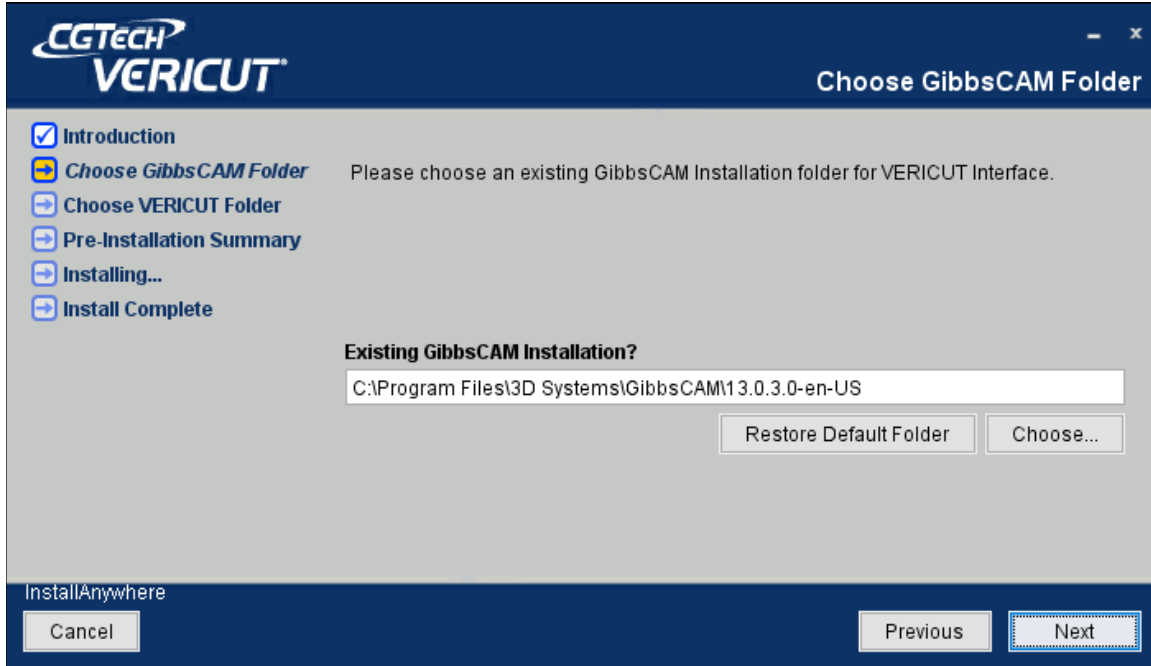 CGTECH
VERICUT
Choose GibbsCAM Folder
Introduction
Choose GibbsCAM Folder
Choose VERICUT Folder
Pre-Installation Summary
Installing...
Install Complete
Please choose an existing GibbsCAM Installation folder for VERICUT Interface.
Existing GibbsCAM Installation?
C:\Program Files\3D Systems\GibbsCAM\13.0.3.0-en-US
Restore Default Folder
Choose...
InstallAnywhere
Cancel
Previous
Next